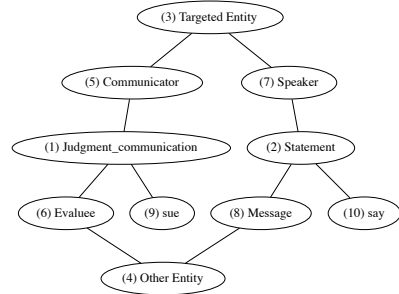 (3) Targeted Entity
(5) Communicator
(7) Speaker
(1) Judgment_communication
(2) Statement
(6) Evaluee
(9) sue
(8) Message
(10) say
(4) Other Entity